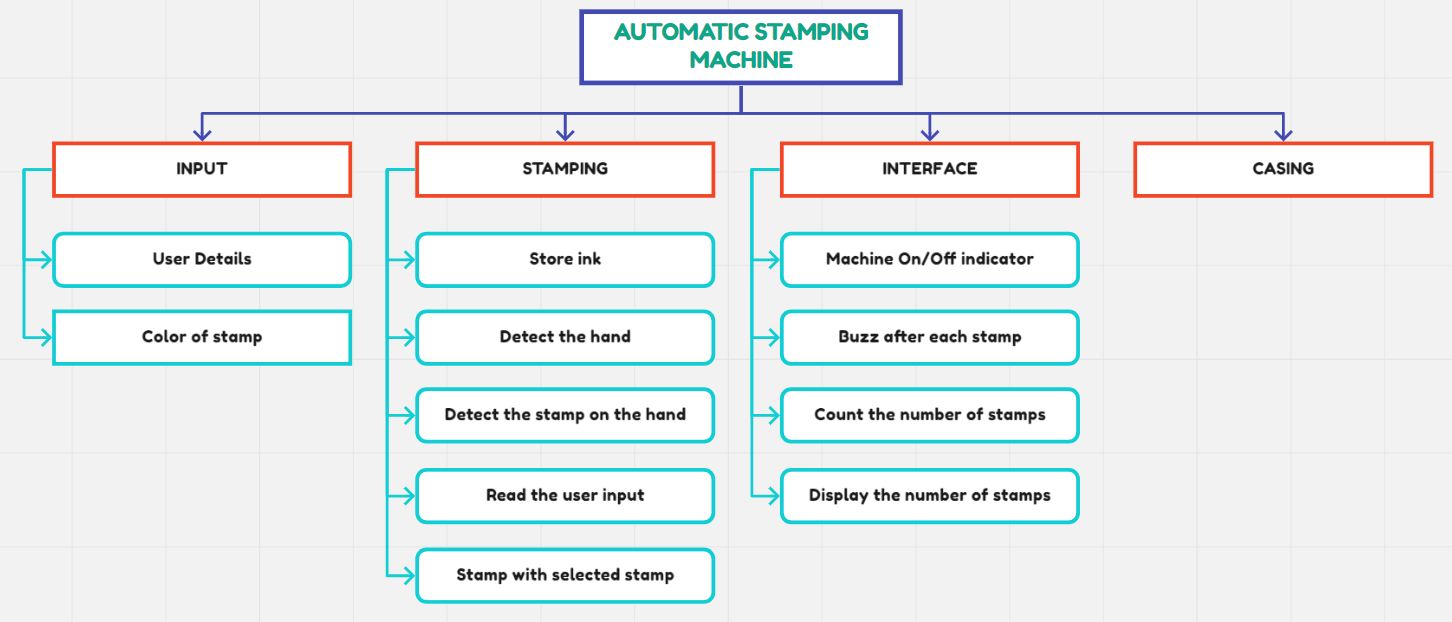 AUTOMATIC STAMPING
MACHINE
INPUT
STAMPING
INTERFACE
CASING
User Details
Store ink
Machine On/Off indicator
Color of stamp
Detect the hand
Buzz after each stamp
Detect the stamp on the hand
Count the number of stamps
Read the user input
Display the number of stamps
Stamp with selected stamp